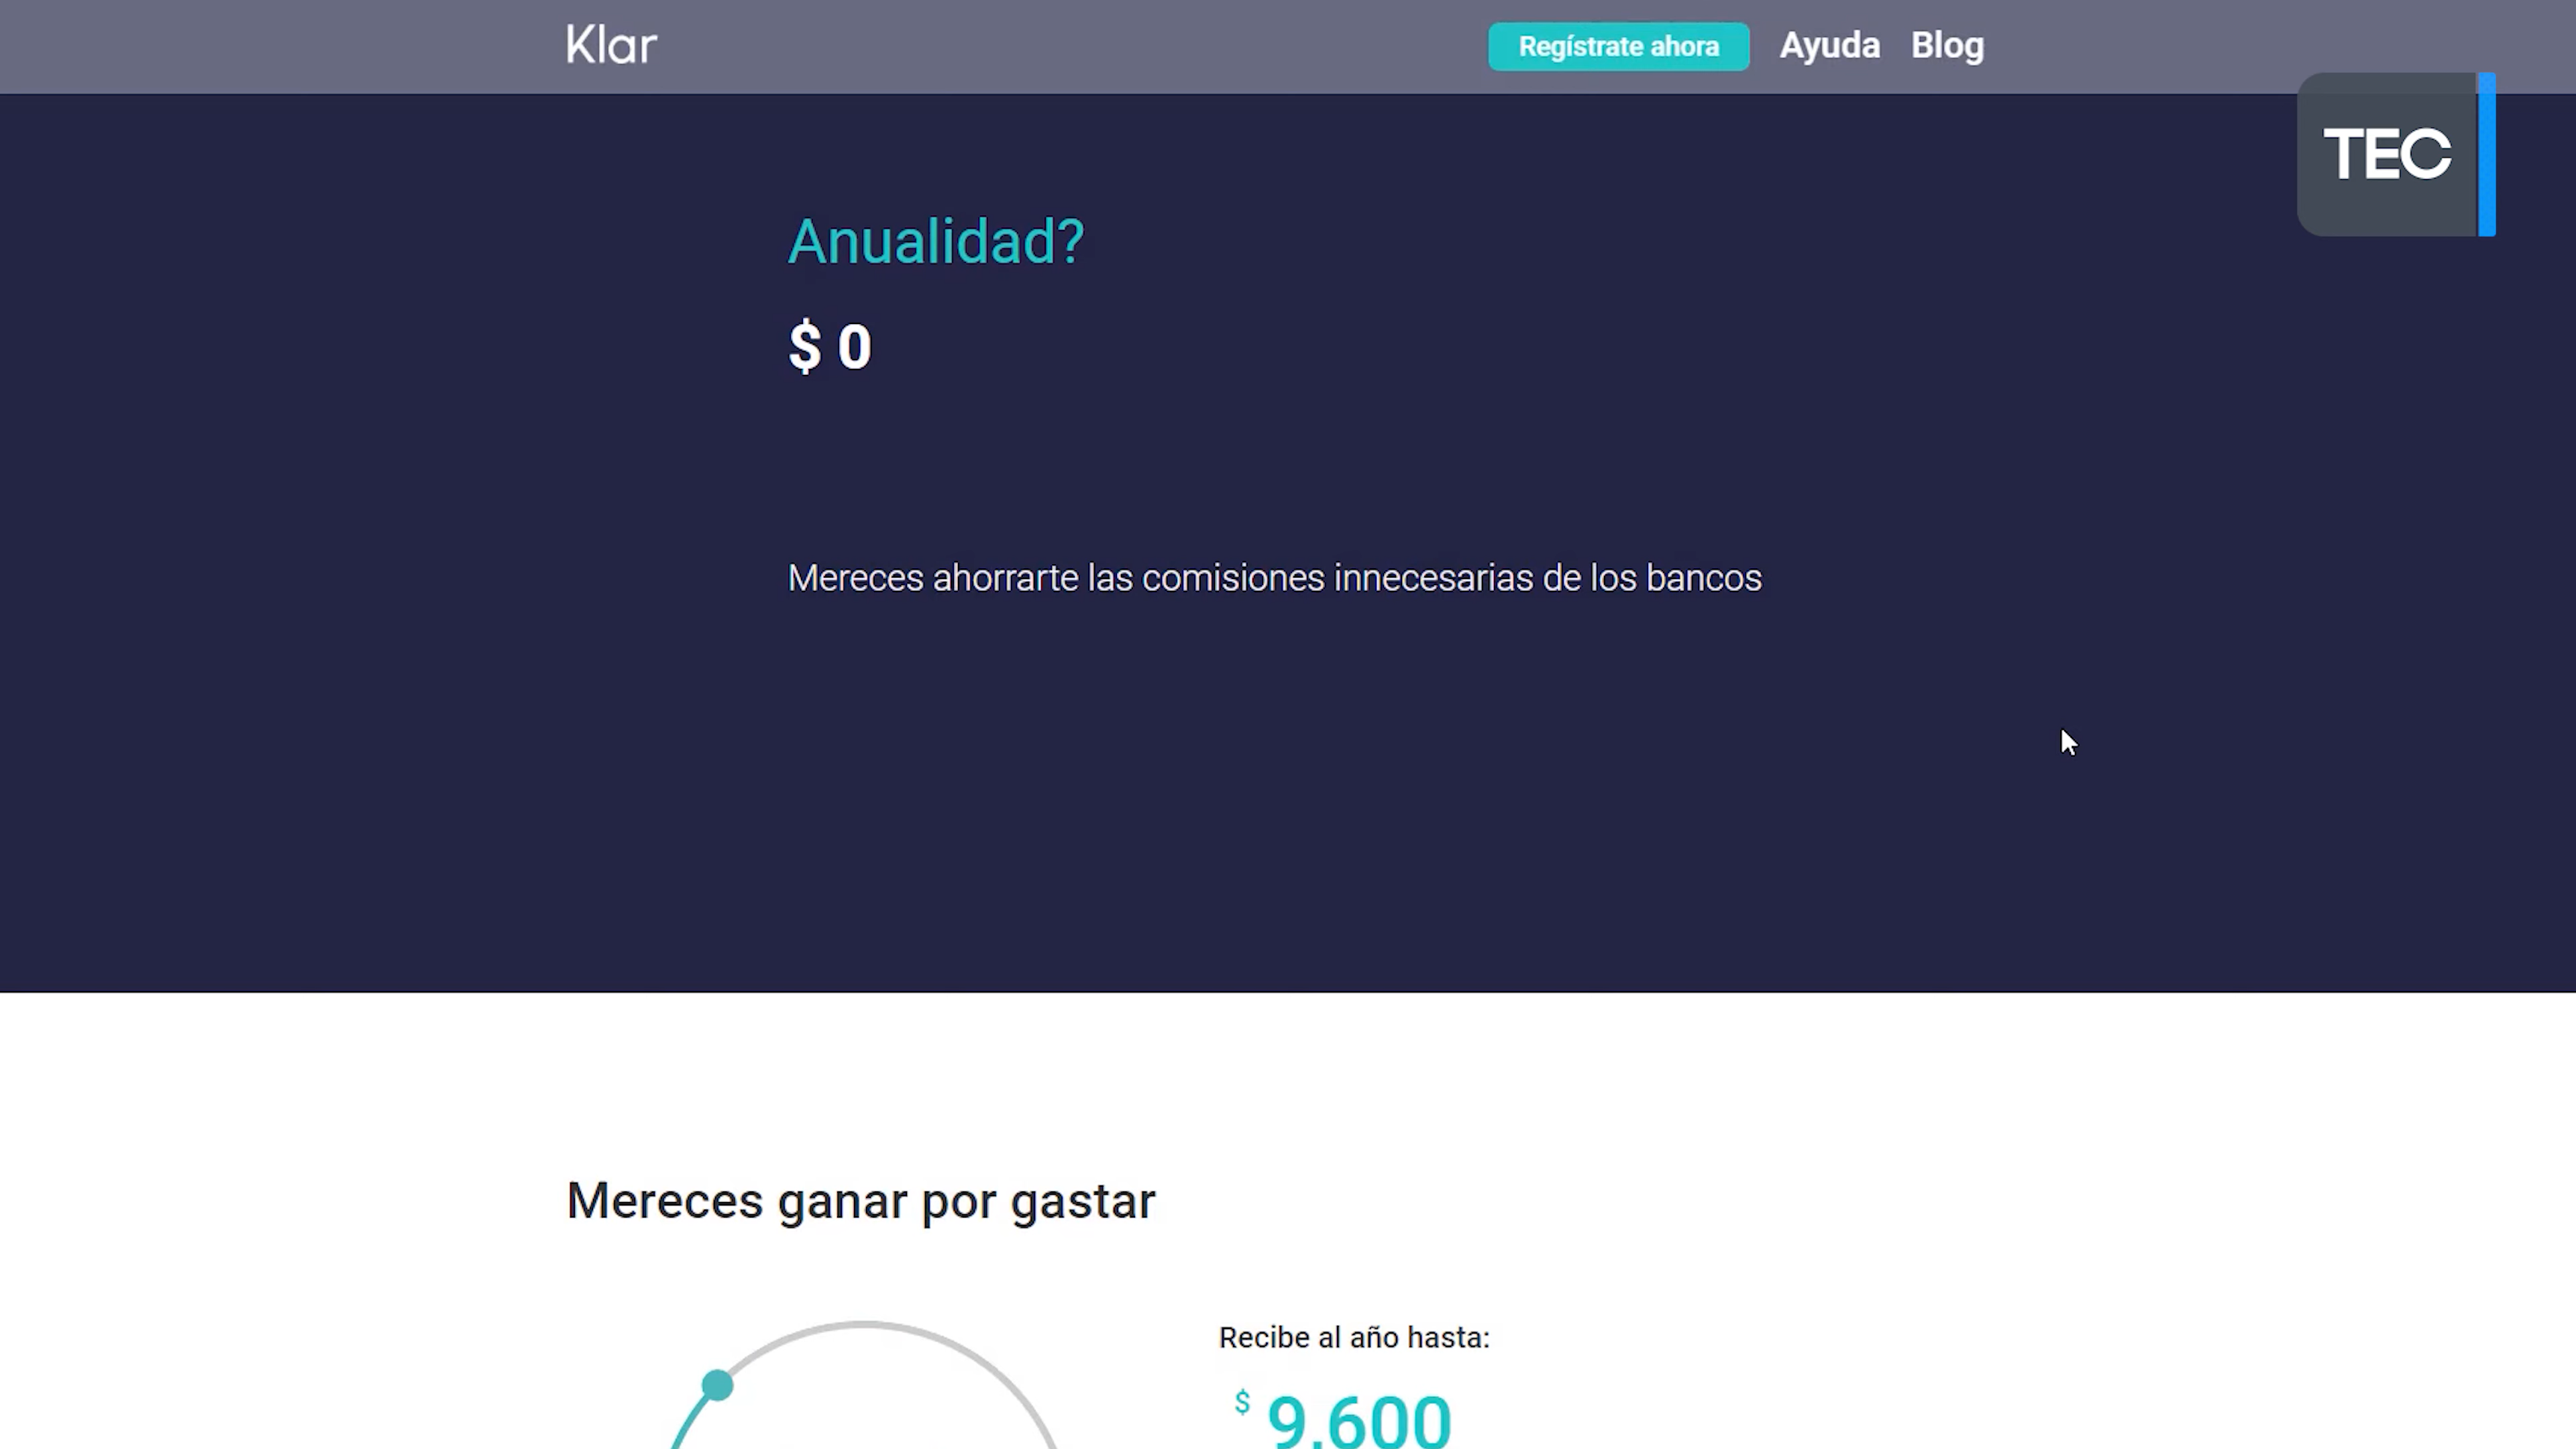 Klar
Regístrate ahora
Ayuda
Blog
TEC
Anualidad?
$ 0
Mereces ahorrarte las comisiones innecesarias de los bancos
Mereces ganar por gastar
Recibe al año hasta:
$ 9,600